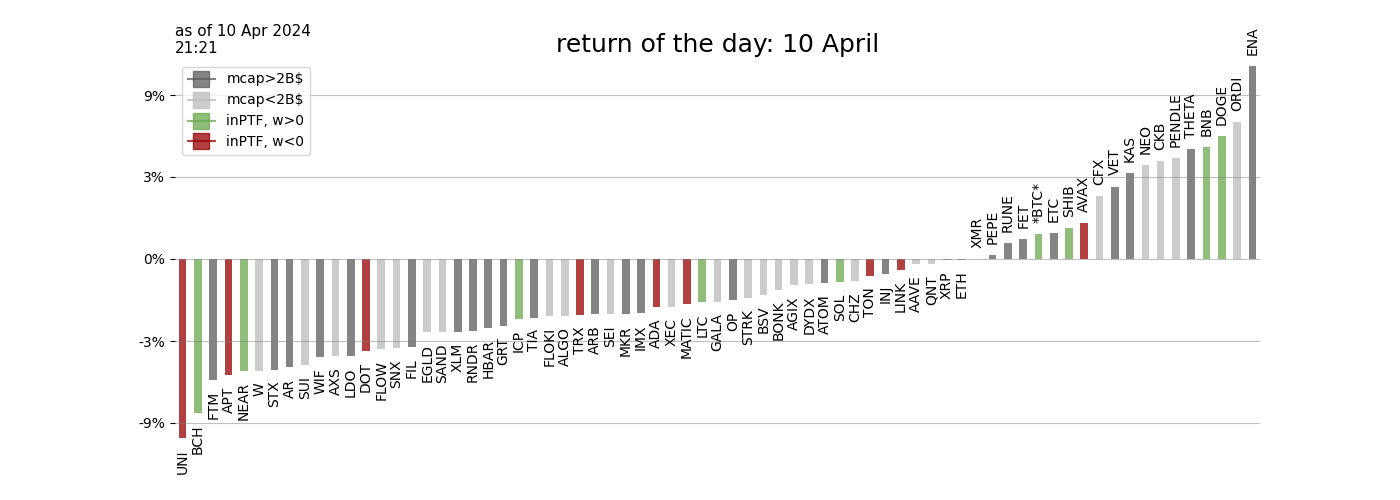 as of 10 Apr 2024
21:21
return of the day: 10 April
mcap>2B$
mcap<2B$
inPTF, w>0
inPTF, w<0
9%
3%
0%
-3%
-9%
UNI
BCH
FTM
APT
NEAR
W
STX
AR
SUI
WIF
AXS
LDO
DOT
FLOW
SNX
FIL
EGLD
SAND
XLM
RNDR
HBAR
GRT
ICP
TIA
FLOKI
ALGO
TRX
ARB
SEI
MKR
IMX
ADA
XEC
MATIC
LTC
GALA
OP
STRK
BSV
BONK
AGIX
DYDX
ATOM
SOL
CHZ
TON
INJ
LINK
AAVE
QNT
XRP
ETH
XMR
PEPE
RUNE
FET
*BTC*
ETC
SHIB
AVAX
CFX
VET
KAS
NEO
CKB
PENDLE
THETA
BNB
DOGE
ORDI
ENA